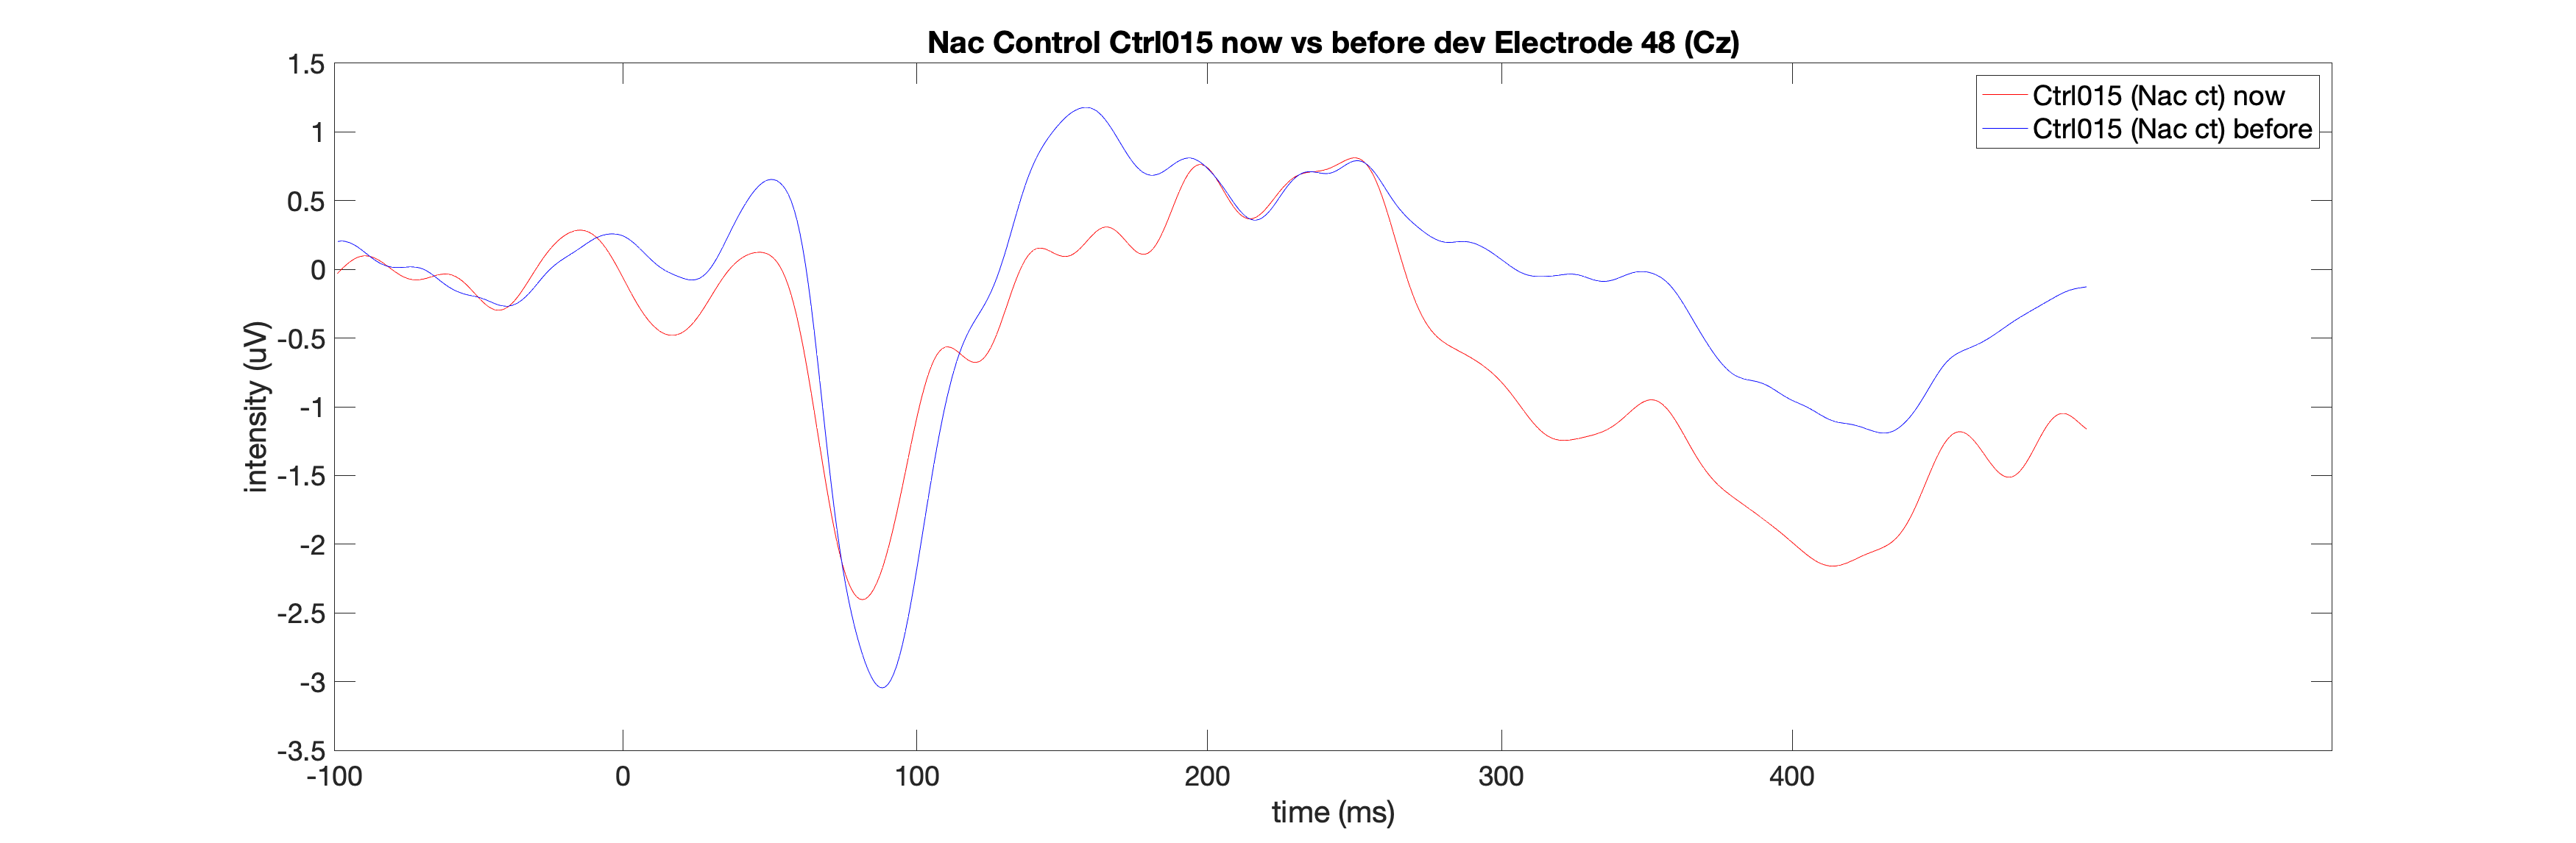 Nac Control Ctrl015 now vs before dev Electrode 48 (Cz)
1.5
1
0.5
0
-0.5
-1
-1.5
-2
-2.5
-3
-3.5
intensity (uV)
Ctrl015 (Nac ct) now
Ctrl015 (Nac ct) before
-100 0 100 200 300 400
time (ms)